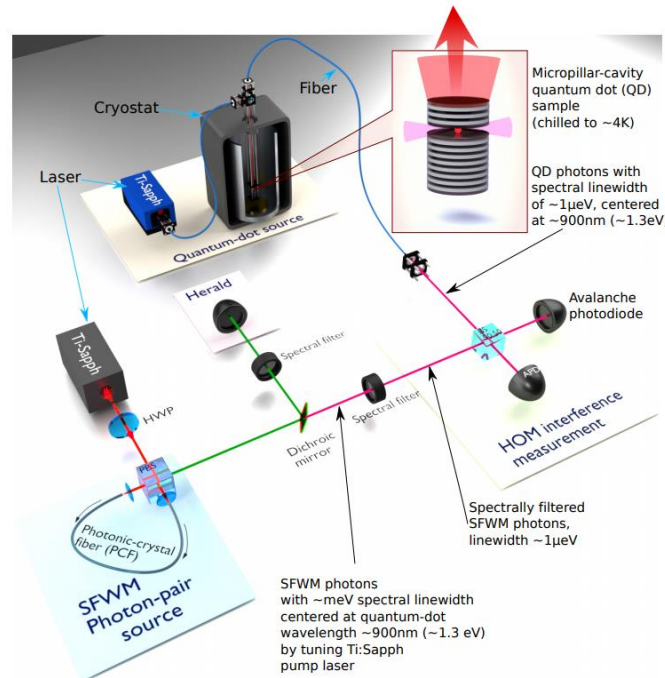 Cryostat
Fiber
Micropillar-cavity
quantum dot (QD)
sample
(chilled to ~4K)
Laser
Ti-Sapph
Quantum-dot source
QD photons with
spectral linewidth
of ~1μeV, centered
at ~900nm (~1.3eV)
Herald
Spectral filter
Avalanche
photodiode
Ti-Sapph
HWP
APD
Spectral filter
Dichroic
mirror
HOM interference
measurement
PBS
Photonic-crystal
fiber (PCF)
SFWM
Photon-pair
source
Spectrally filtered
SFWM photons,
linewidth ~1μeV
SFWM photons
with ~meV spectral linewidth
centered at quantum-dot
wavelength ~900nm (~1.3 eV)
by tuning Ti:Sapp
pump laser